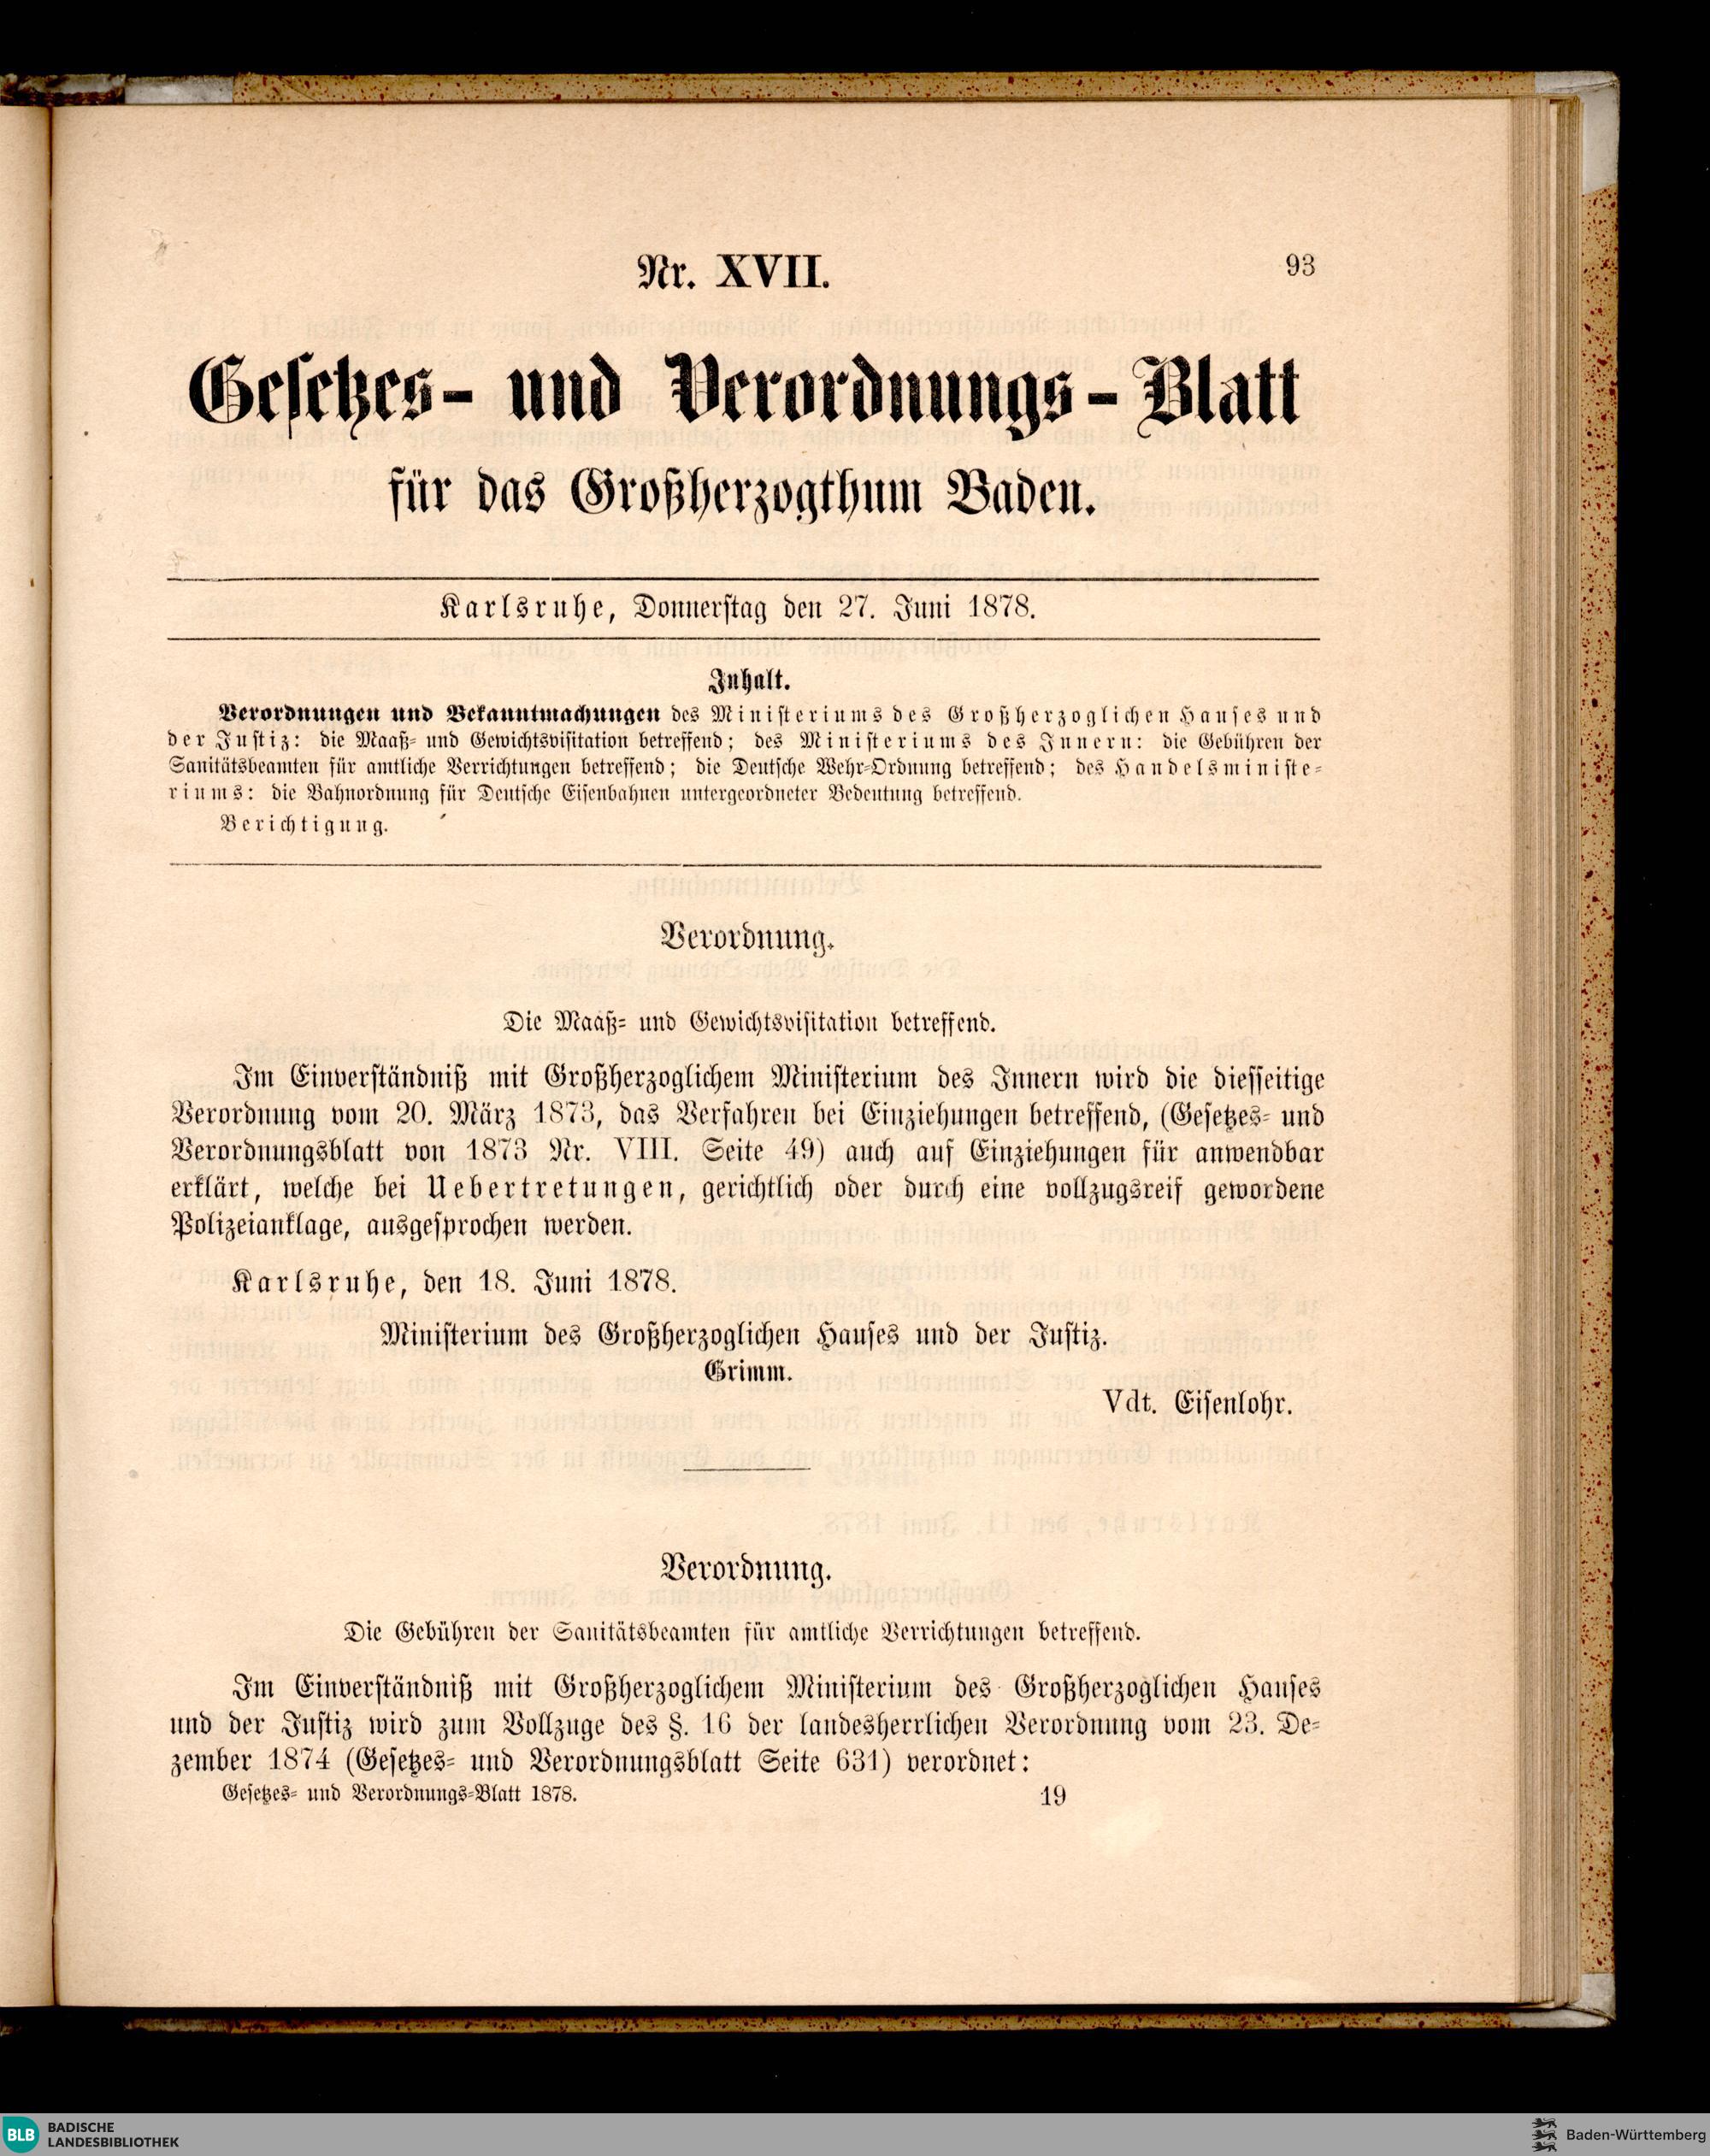 Nr. XVII.
93
Gesetzes- und Verordnungs-Blatt
für das Großherzogthum Baden.
Karlsruhe, Donnerstag den 27. Juni 1878.
Inhalt.
Verordnungen und Bekanntmachungen des Ministeriums des Großherzoglichen Hauses und
der Justiz: die Maaß- und Gewichtsvisitation betreffend; des Ministeriums des Innern: die Gebühren der
Sanitätsbeamten für amtliche Verrichtungen betreffend; die Deutsche Wehr-Ordnung betreffend; des Handelsministe-
riums: die Bahnordnung für Deutsche Eisenbahnen untergeordneter Bedeutung betreffend.
Berichtigung.
Verordnung.
Die Maaß- und Gewichtsvisitation betreffend.
Im Einverständniß mit Großherzoglichem Ministerium des Innern wird die diesseitige
Verordnung vom 20. März 1873, das Verfahren bei Einziehungen betreffend, (Gesetzes- und
Verordnungsblatt von 1873 Nr. VIII. Seite 49) auch auf Einziehungen für anwendbar
erklärt, welche bei Uebertretungen, gerichtlich oder durch eine vollzugsreif gewordene
Polizeianklage, ausgesprochen werden.
Karlsruhe, den 18. Juni 1878.
Ministerium des Großherzoglichen Hauses und der Justiz.
Grimm.
Vdt. Eisenlohr.
Verordnung.
Die Gebühren der Sanitätsbeamten für amtliche Verrichtungen betreffend.
Im Einverständniß mit Großherzoglichem Ministerium des Großherzoglichen Hauses
und der Justiz wird zum Vollzuge des §. 16 der landesherrlichen Verordnung vom 23. De-
zember 1874 (Gesetzes- und Verordnungsblatt Seite 631) verordnet:
Gesetzes- und Verordnungs-Blatt 1878.
19
BLB BADISCHE
LANDESBIBLIOTHEK
Baden-Württemberg